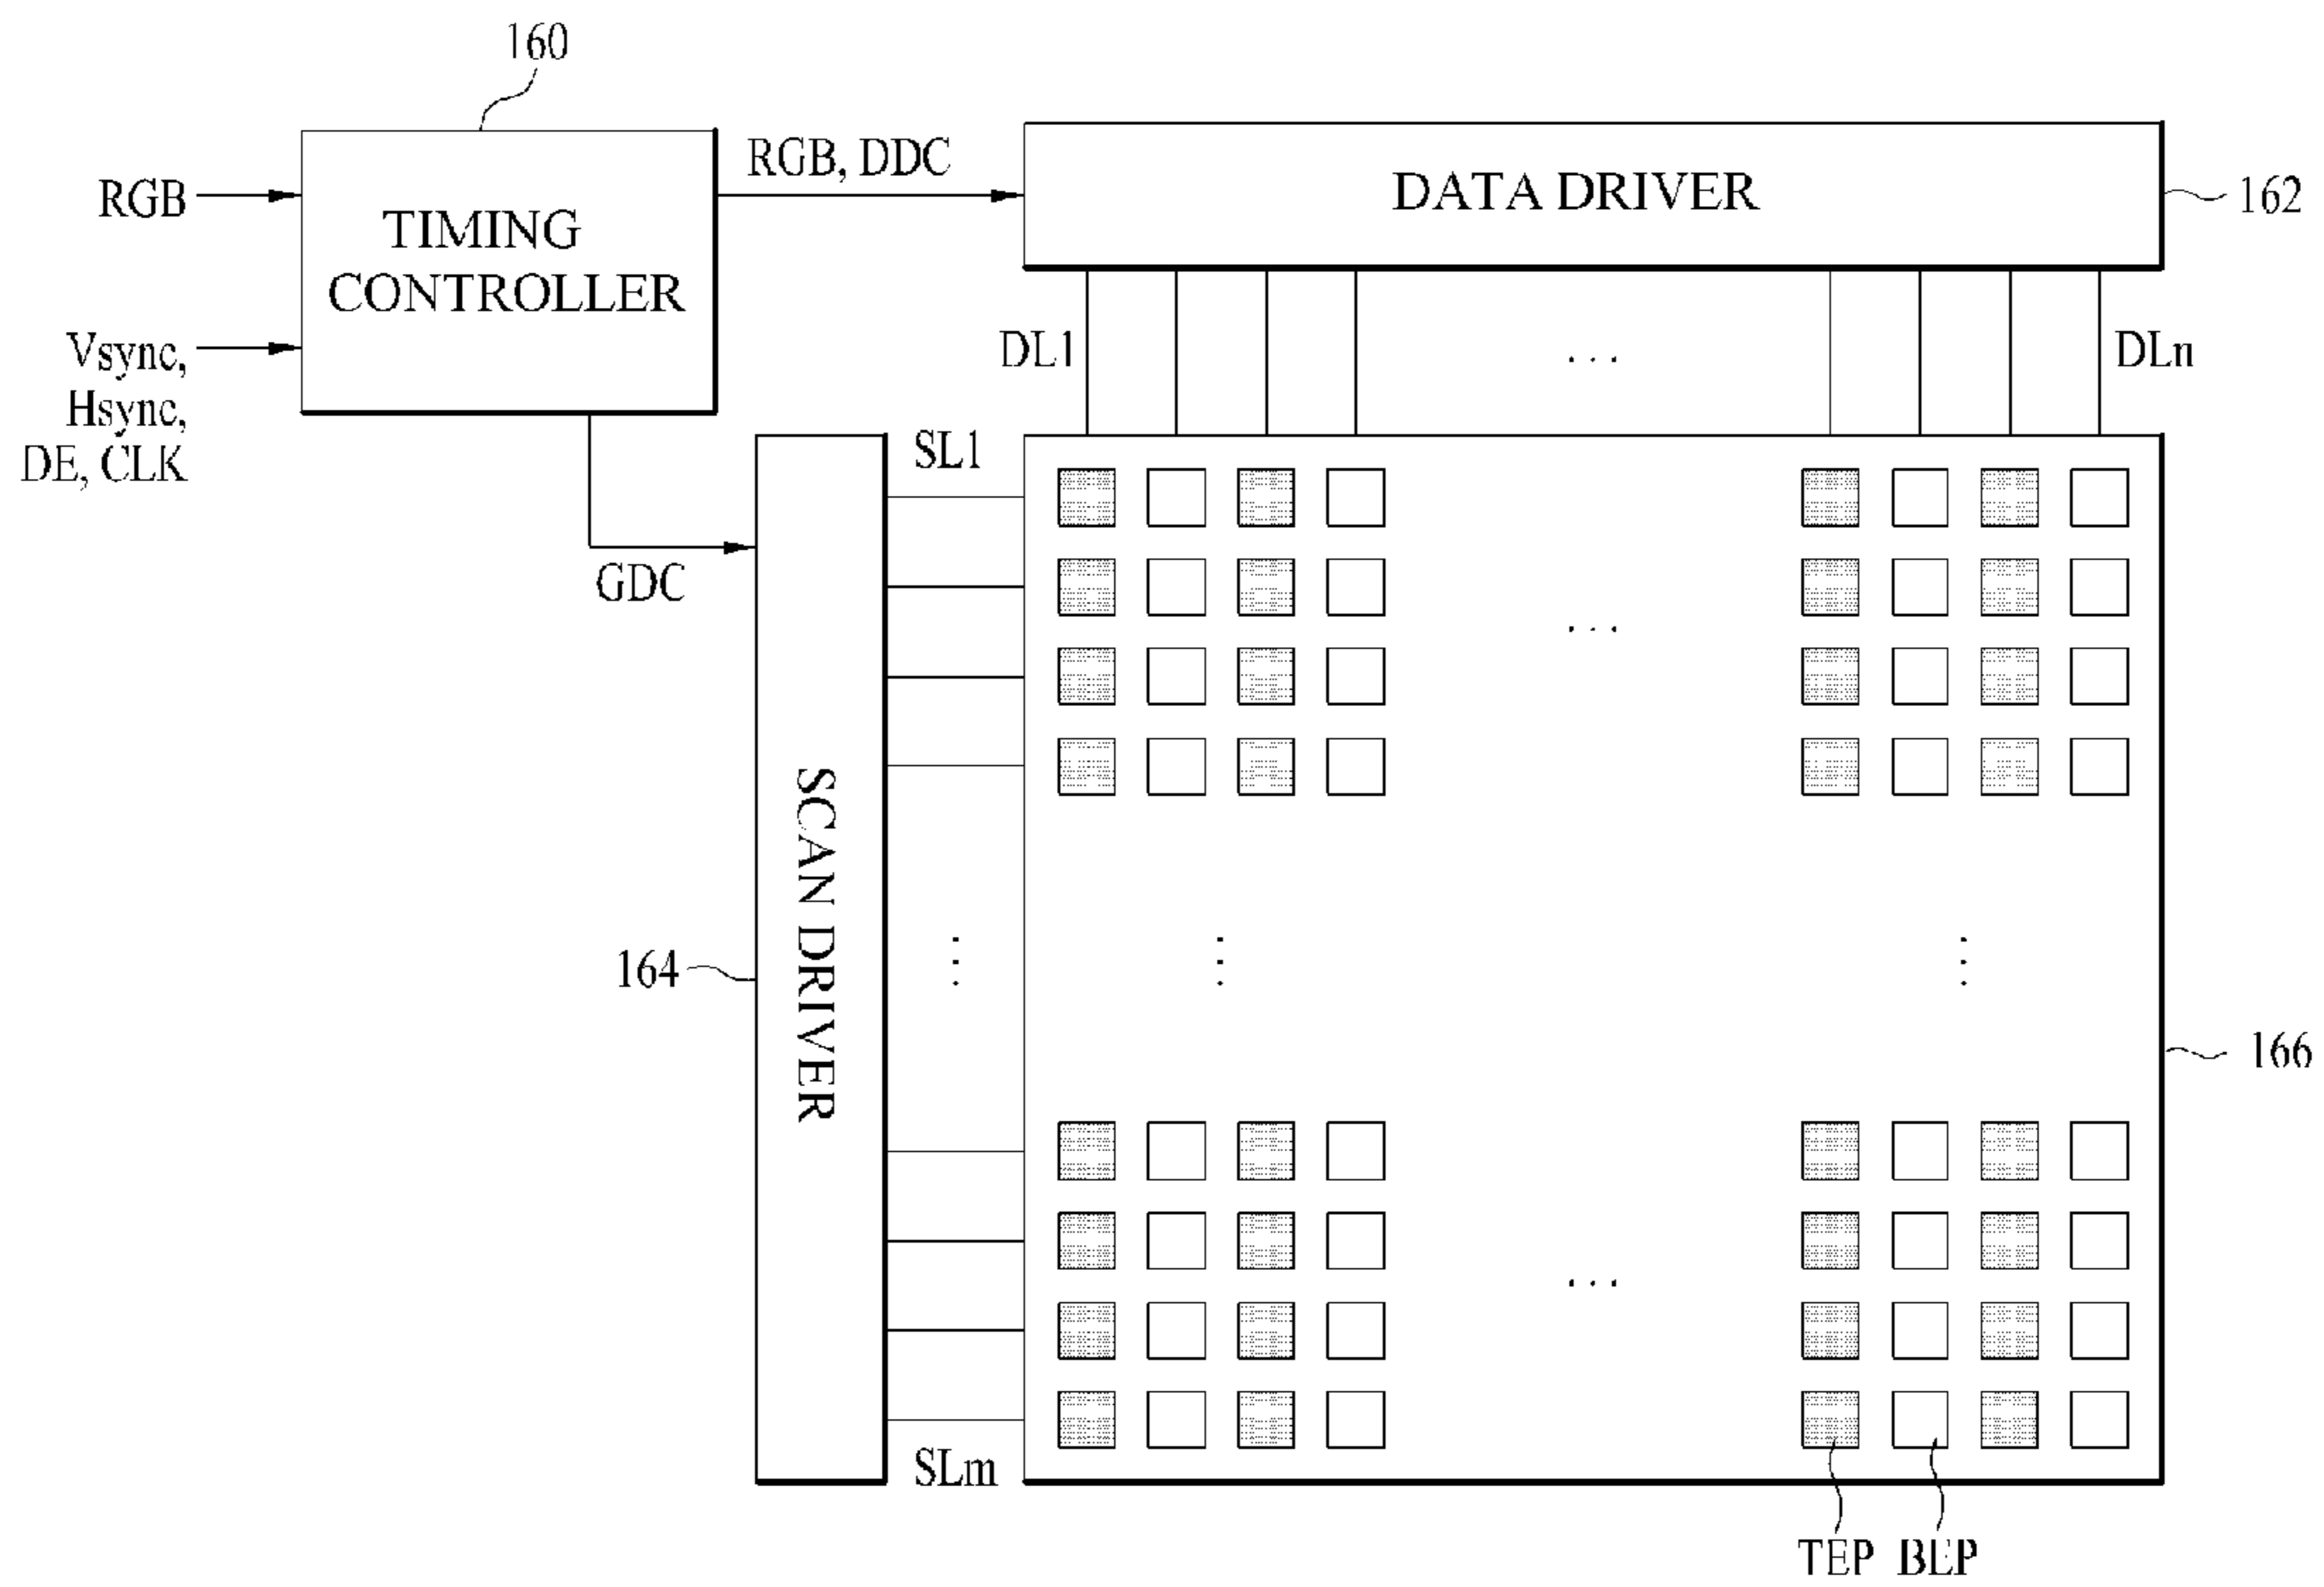 160
RGB
TIMING
CONTROLLER
Vsync,
Hsync,
DE, CLK
RGB, DDC
DATA DRIVER
162
DL1
...
DLn
GDC
SL1
SCAN DRIVER
164
SLm
...
...
166
TEP
BEP